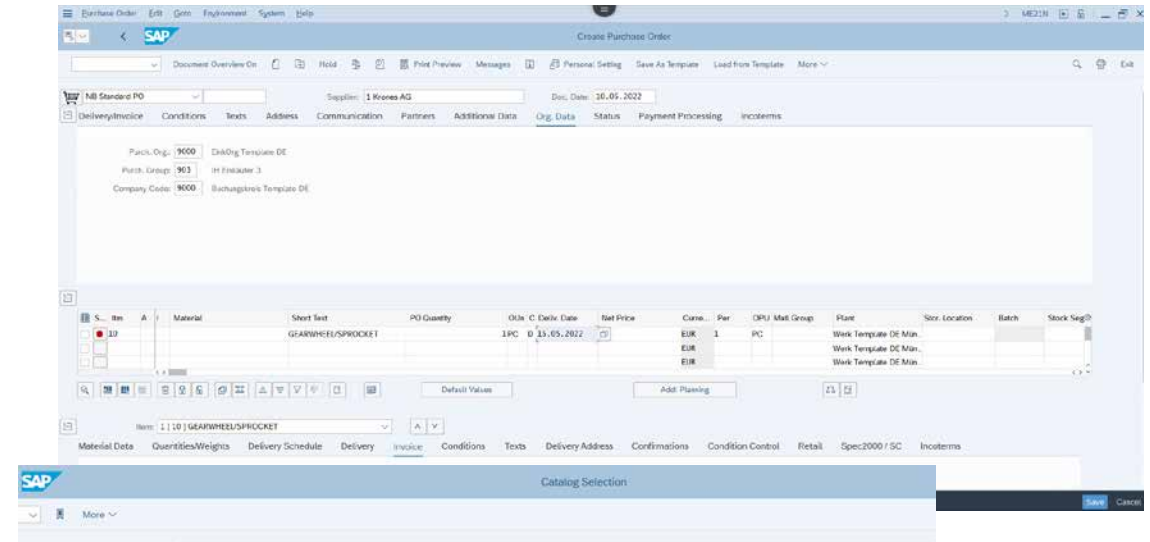 Purchase Order Edit Goto Environment System Help ME21N
SAP Create Purchase Order
Document Overview On Hold Print Preview Messages Personal Setting Save As Template Load from Template More Exit
NB Standard PO Supplier: 1 Krones AG Doc. Date: 10.05.2022
Delivery/Invoice Conditions Texts Address Communication Partners Additional Data Org. Data Status Payment Processing Incoterms
Purch. Org.: 9000 EinkOrg Template DE
Purch. Group: 903 IH Einkäufer 3
Company Code: 9000 Buchungskreis Template DE
S... Itm A I Material Short Text PO Quantity OUn C Deliv. Date Net Price Curre... Per OPU Matl Group Plant Stor. Location Batch Stock Seg
10 GEARWHEEL/SPROCKET 1 PC D 15.05.2022 EUR 1 PC Werk Template DE Mün...
EUR Werk Template DE Mün...
EUR Werk Template DE Mün...
Default Values Addl Planning
Item: 1 [ 10 ] GEARWHEEL/SPROCKET
Material Data Quantities/Weights Delivery Schedule Delivery Invoice Conditions Texts Delivery Address Confirmations Condition Control Retail Spec2000 / SC Incoterms
SAP Catalog Selection
Save Cancel
More